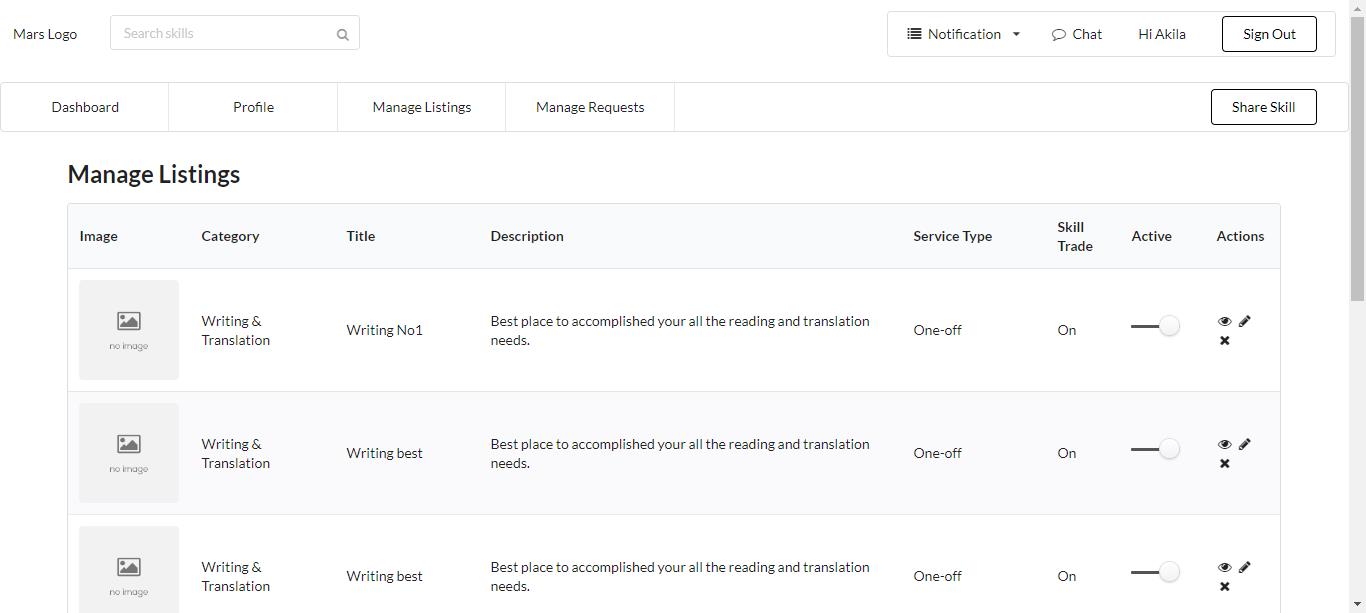 Mars Logo
Search skills
Notification
Chat
Hi Akila
Sign Out
Dashboard
Profile
Manage Listings
Manage Requests
Share Skill
Manage Listings
Image
Category
Title
Description
Service Type
Skill
Trade
Active
Actions
no image
Writing &
Translation
Writing No1
Best place to accomplished your all the reading and translation
needs.
One-off
On
no image
Writing &
Translation
Writing best
Best place to accomplished your all the reading and translation
needs.
One-off
On
no image
Writing &
Translation
Writing best
Best place to accomplished your all the reading and translation
needs.
One-off
On